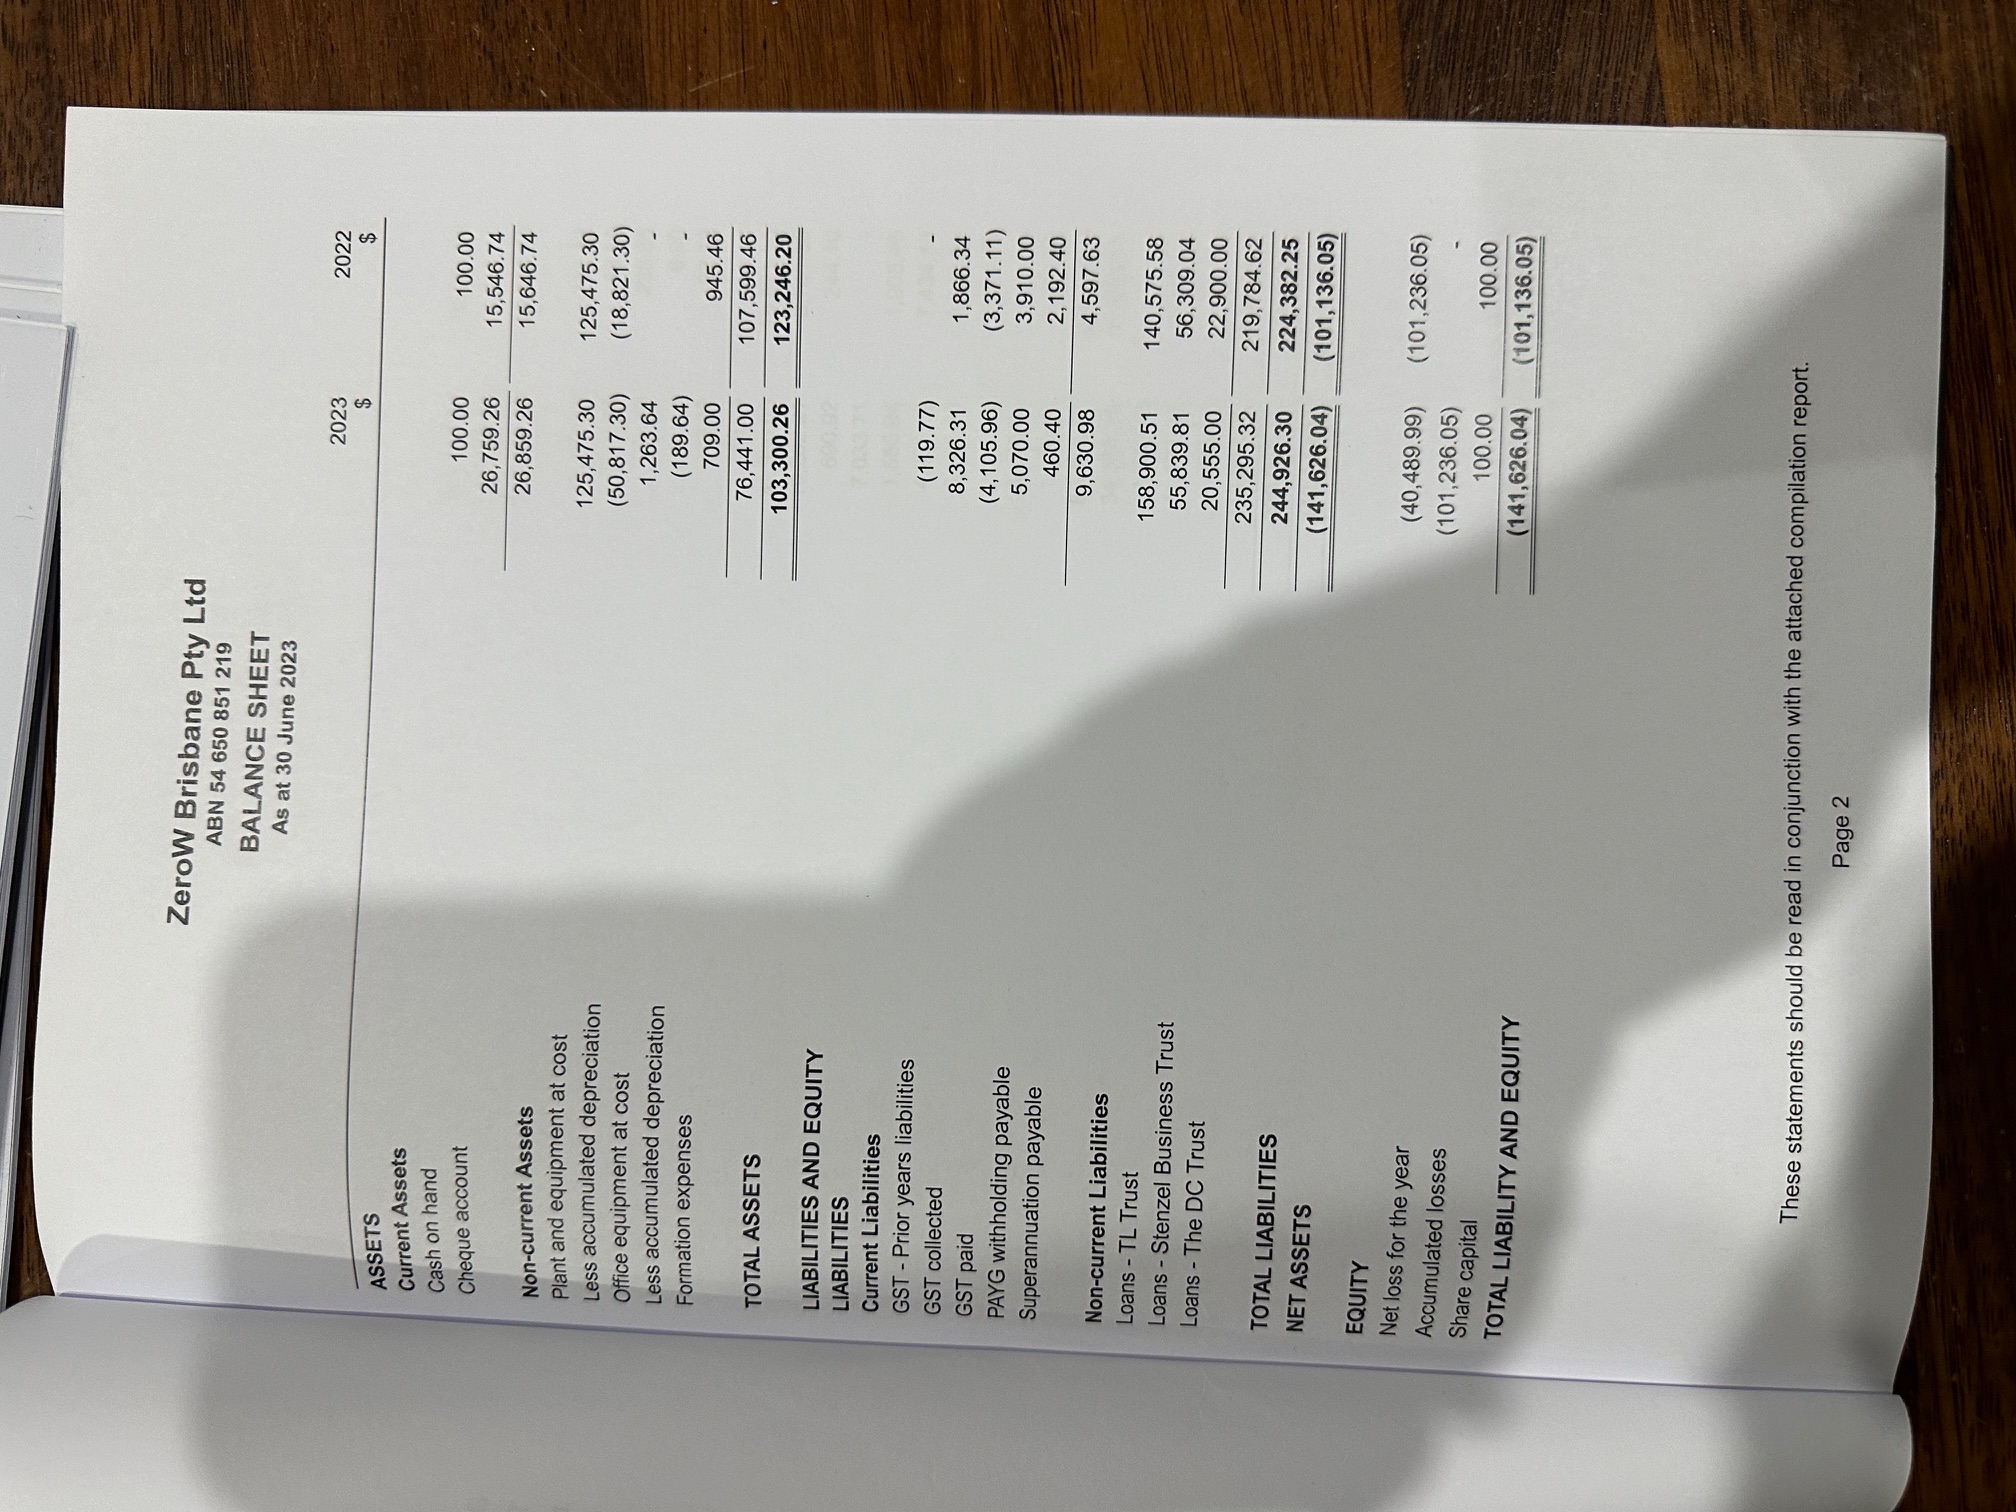 ZeroW Brisbane Pty Ltd
ABN 54 650 851 219
BALANCE SHEET
As at 30 June 2023
2023 2022
$ $
ASSETS
Current Assets
Cash on hand 100.00 100.00
Cheque account 26,759.26 15,546.74
26,859.26 15,646.74
Non-current Assets
Plant and equipment at cost 125,475.30 125,475.30
Less accumulated depreciation (50,817.30) (18,821.30)
Office equipment at cost 1,263.64 -
Less accumulated depreciation (189.64) -
Formation expenses 709.00 945.46
76,441.00 107,599.46
TOTAL ASSETS 103,300.26 123,246.20
LIABILITIES AND EQUITY
LIABILITIES
Current Liabilities
GST - Prior years liabilities (119.77) -
GST collected 8,326.31 1,866.34
GST paid (4,105.96) (3,371.11)
PAYG withholding payable 5,070.00 3,910.00
Superannuation payable 460.40 2,192.40
9,630.98 4,597.63
Non-current Liabilities
Loans - TL Trust 158,900.51 140,575.58
Loans - Stenzel Business Trust 55,839.81 56,309.04
Loans - The DC Trust 20,555.00 22,900.00
235,295.32 219,784.62
TOTAL LIABILITIES 244,926.30 224,382.25
NET ASSETS (141,626.04) (101,136.05)
EQUITY
Net loss for the year (40,489.99) (101,236.05)
Accumulated losses (101,236.05) -
Share capital 100.00 100.00
TOTAL LIABILITY AND EQUITY (141,626.04) (101,136.05)
These statements should be read in conjunction with the attached compilation report.
Page 2